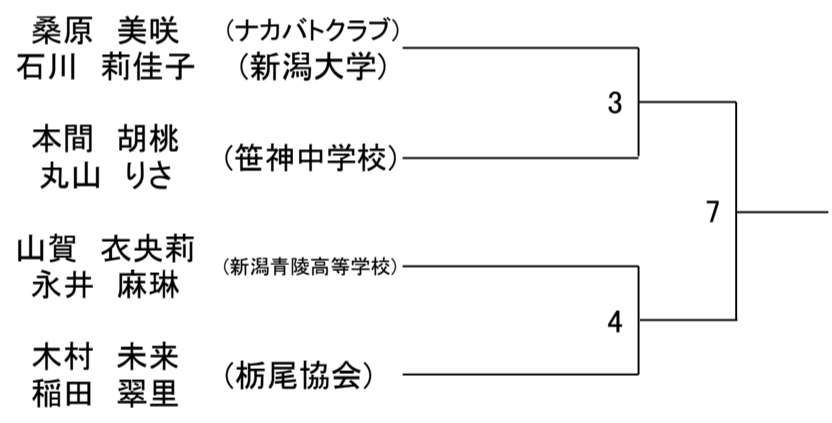 桑原　美咲　（ナカバトクラブ）
石川　莉佳子　（新潟大学）
3
本間　胡桃
丸山　りさ　（笹神中学校）
7
山賀　衣央莉
永井　麻琳　（新潟青陵高等学校）
4
木村　未来
稲田　翠里　（栃尾協会）